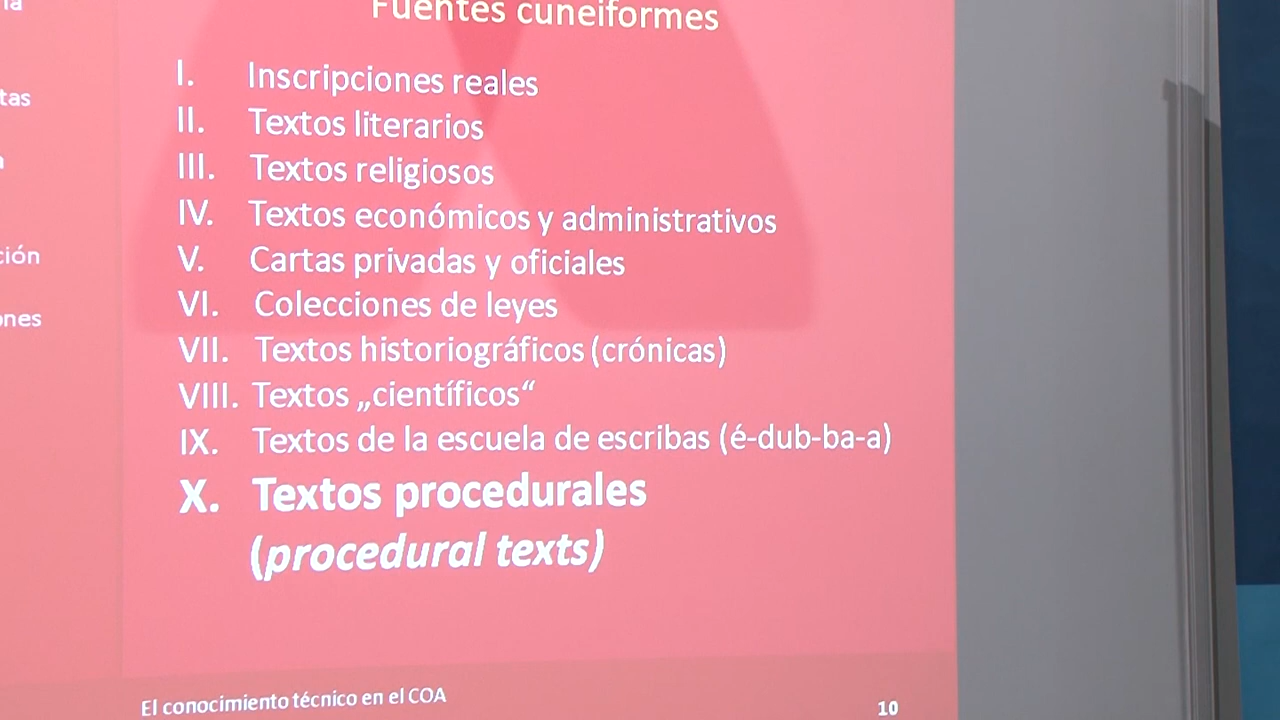 Fuentes cuneiformes
I. Inscripciones reales
II. Textos literarios
III. Textos religiosos
IV. Textos económicos y administrativos
V. Cartas privadas y oficiales
VI. Colecciones de leyes
VII. Textos historiográficos (crónicas)
VIII. Textos „científicos“
IX. Textos de la escuela de escribas (é-dub-ba-a)
X. Textos procedurales
(procedural texts)
El conocimiento técnico en el COA
10